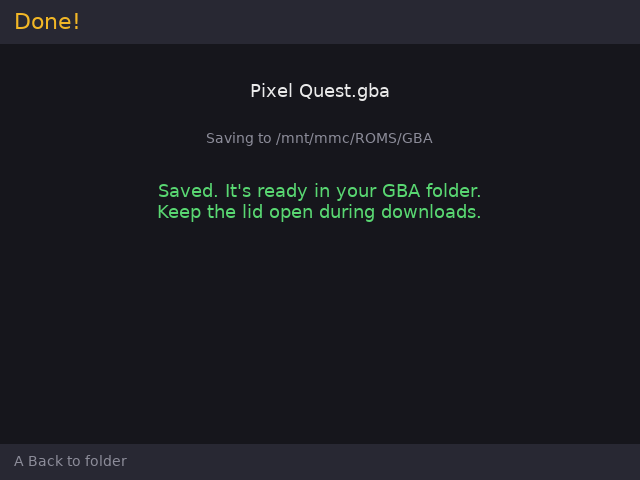 Done!
Pixel Quest.gba
Saving to /mnt/mmc/ROMS/GBA
Saved. It's ready in your GBA folder.
Keep the lid open during downloads.
A Back to folder